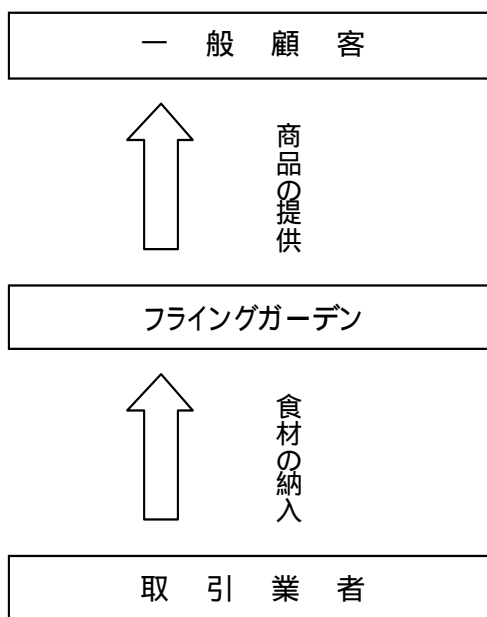 一般顧客
商品の提供
フライングガーデン
食材の納入
取引業者